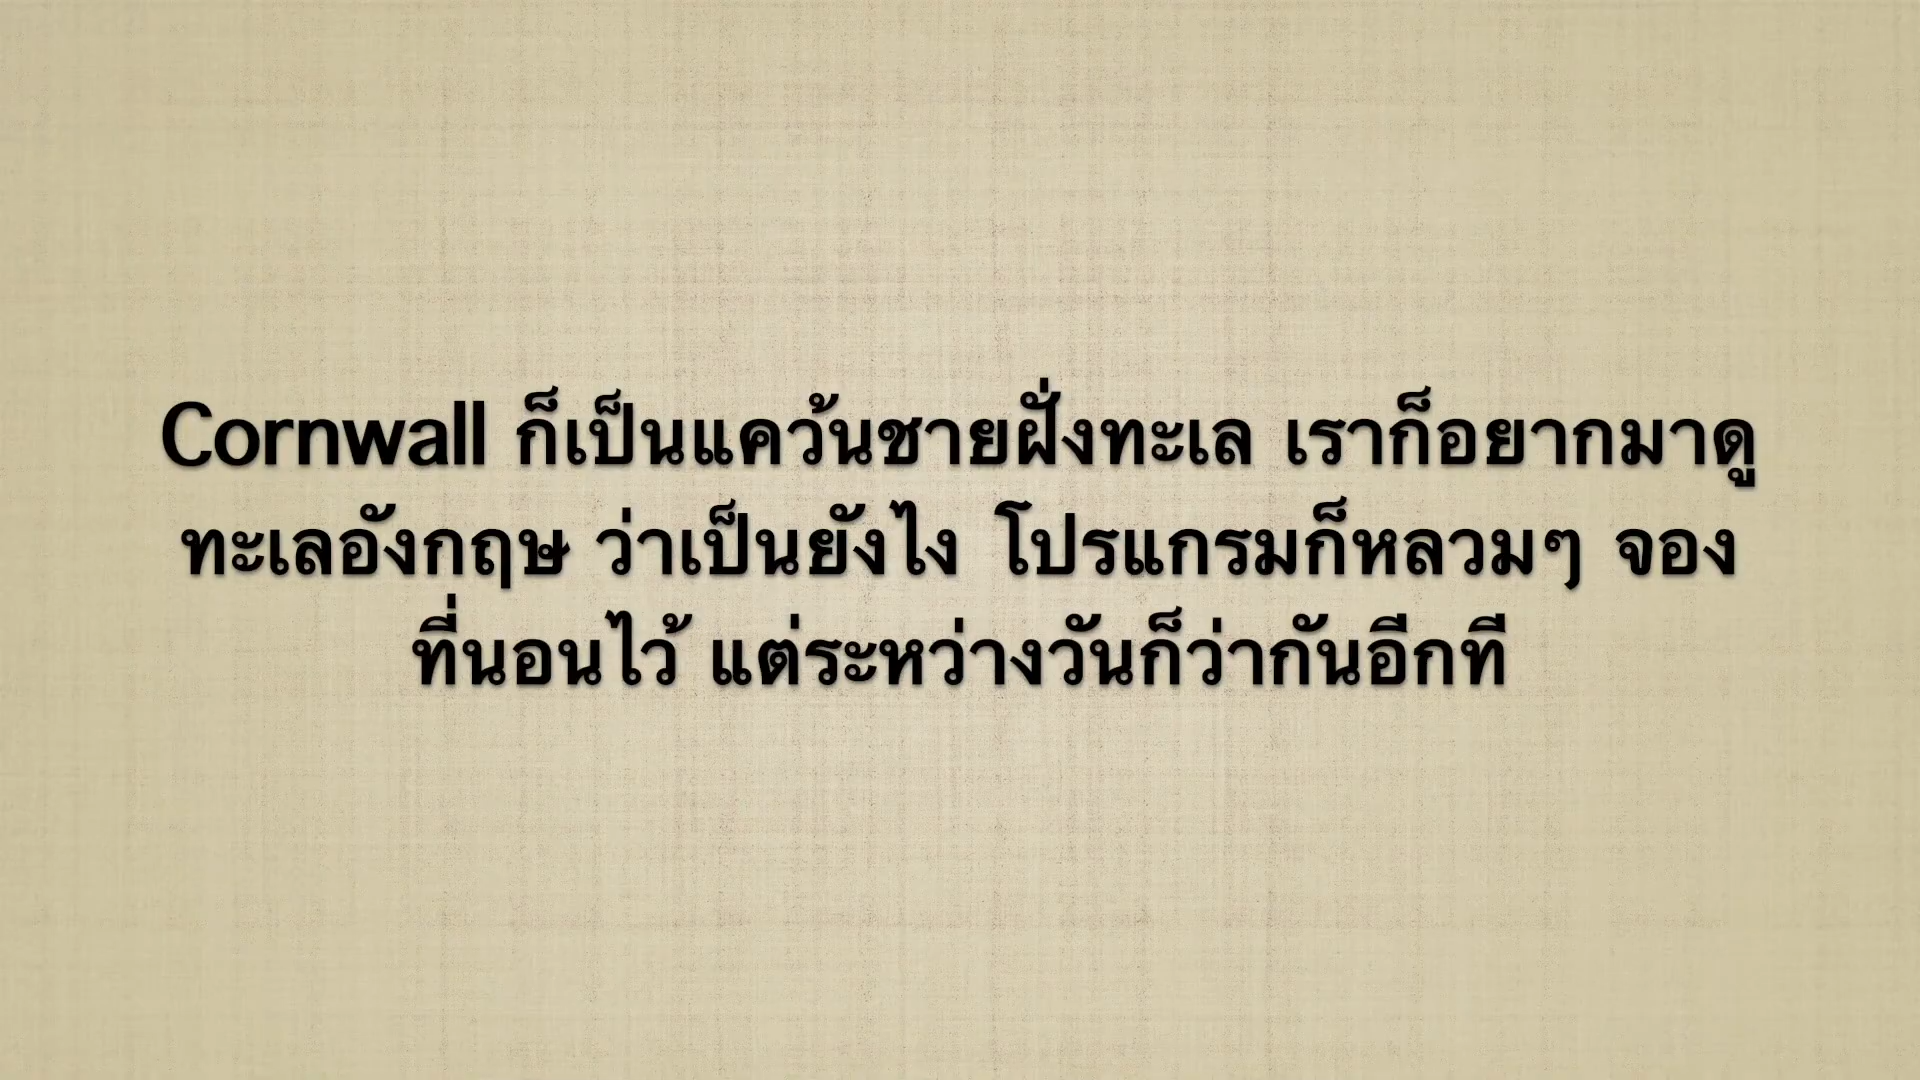 Cornwall ก็เป็นแคว้นชายฝั่งทะเล เราก็อยากมาดู
ทะเลอังกฤษ ว่าเป็นยังไง โปรแกรมก็หลวมๆ จอง
ที่นอนไว้ แต่ระหว่างวันก็ว่ากันอีกที